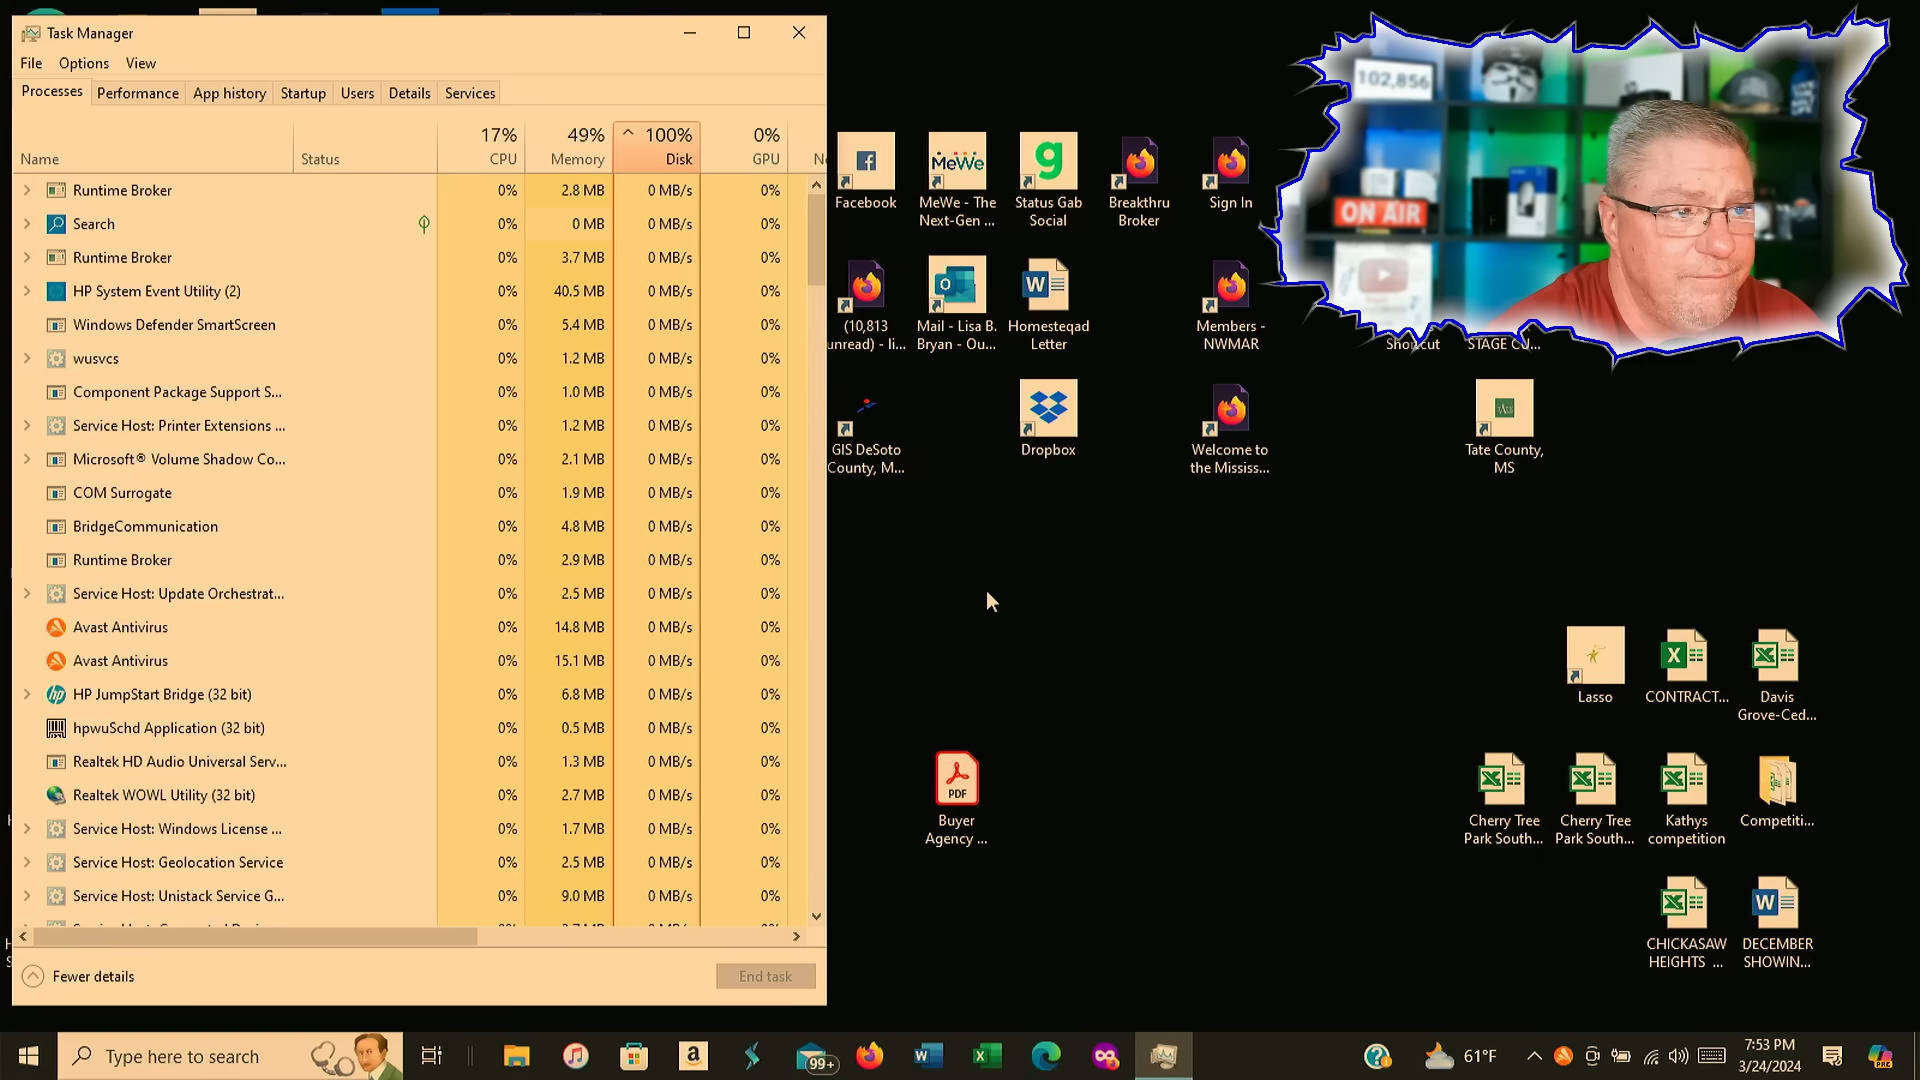 Task Manager
File Options View
Processes Performance App history Startup Users Details Services
17% 49% 100% 0%
Name Status CPU Memory Disk GPU
Runtime Broker 0% 2.8 MB 0 MB/s 0%
Search 0% 0 MB 0 MB/s 0%
Runtime Broker 0% 3.7 MB 0 MB/s 0%
HP System Event Utility (2) 0% 40.5 MB 0 MB/s 0%
Windows Defender SmartScreen 0% 5.4 MB 0 MB/s 0%
wusvcs 0% 1.2 MB 0 MB/s 0%
Component Package Support S... 0% 1.0 MB 0 MB/s 0%
Service Host: Printer Extensions ... 0% 1.2 MB 0 MB/s 0%
Microsoft® Volume Shadow Co... 0% 2.1 MB 0 MB/s 0%
COM Surrogate 0% 1.9 MB 0 MB/s 0%
BridgeCommunication 0% 4.8 MB 0 MB/s 0%
Runtime Broker 0% 2.9 MB 0 MB/s 0%
Service Host: Update Orchestrat... 0% 2.5 MB 0 MB/s 0%
Avast Antivirus 0% 14.8 MB 0 MB/s 0%
Avast Antivirus 0% 15.1 MB 0 MB/s 0%
HP JumpStart Bridge (32 bit) 0% 6.8 MB 0 MB/s 0%
hpwuSchd Application (32 bit) 0% 0.5 MB 0 MB/s 0%
Realtek HD Audio Universal Serv... 0% 1.3 MB 0 MB/s 0%
Realtek WOWL Utility (32 bit) 0% 2.7 MB 0 MB/s 0%
Service Host: Windows License ... 0% 1.7 MB 0 MB/s 0%
Service Host: Geolocation Service 0% 2.5 MB 0 MB/s 0%
Service Host: Unistack Service G... 0% 9.0 MB 0 MB/s 0%
Fewer details
End task
102,856
ON AIR
MeWe
Facebook
MeWe - The
Next-Gen ...
Status Gab
Social
Breakthru
Broker
Sign In
(10,813
unread) - li...
Mail - Lisa B.
Bryan - Ou...
Homesteqad
Letter
Members -
NWMAR
Shortcut
GIS DeSoto
County, M...
Dropbox
Welcome to
the Mississ...
Tate County,
MS
Lasso
CONTRACT...
Davis
Grove-Ced...
PDF
Buyer
Agency ...
Cherry Tree
Park South...
Cherry Tree
Park South...
Kathys
competition
Competiti...
CHICKASAW
HEIGHTS ...
DECEMBER
SHOWIN...
Type here to search
99+
61°F
7:53 PM
3/24/2024